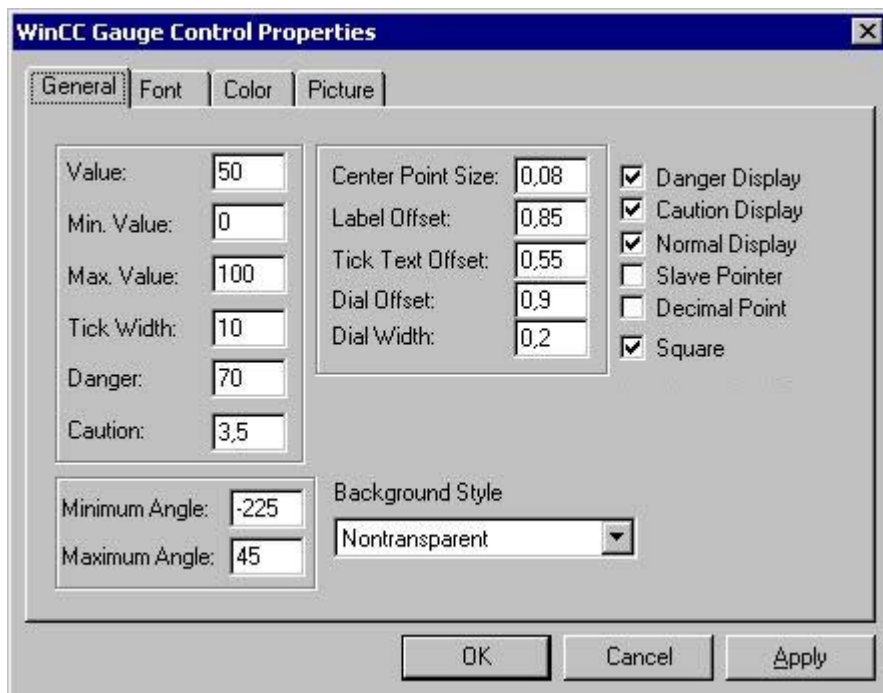 WinCC Gauge Control Properties
General Font Color Picture
Value: 50
Min. Value: 0
Max. Value: 100
Tick Width: 10
Danger: 70
Caution: 3,5
Center Point Size: 0,08
Label Offset: 0,85
Tick Text Offset: 0,55
Dial Offset: 0,9
Dial Width: 0,2
Danger Display
Caution Display
Normal Display
Slave Pointer
Decimal Point
Square
Minimum Angle: -225
Maximum Angle: 45
Background Style
Nontransparent
OK Cancel Apply